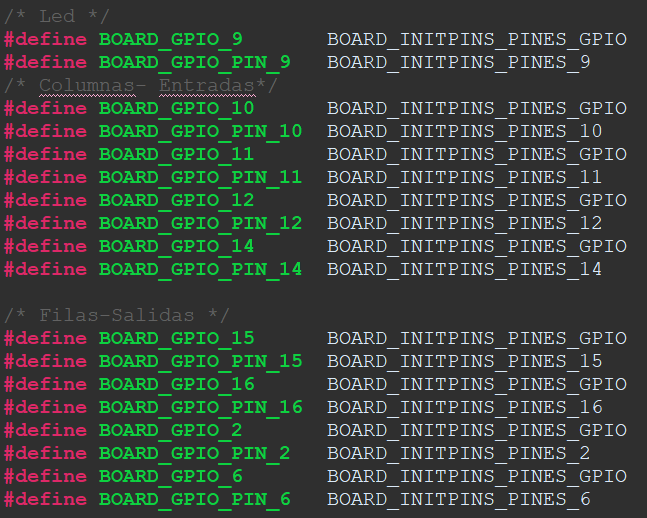 /* Led */
#define BOARD_GPIO_9 BOARD_INITPINS_PINES_GPIO
#define BOARD_GPIO_PIN_9 BOARD_INITPINS_PINES_9
/* Columnas- Entradas*/
#define BOARD_GPIO_10 BOARD_INITPINS_PINES_GPIO
#define BOARD_GPIO_PIN_10 BOARD_INITPINS_PINES_10
#define BOARD_GPIO_11 BOARD_INITPINS_PINES_GPIO
#define BOARD_GPIO_PIN_11 BOARD_INITPINS_PINES_11
#define BOARD_GPIO_12 BOARD_INITPINS_PINES_GPIO
#define BOARD_GPIO_PIN_12 BOARD_INITPINS_PINES_12
#define BOARD_GPIO_14 BOARD_INITPINS_PINES_GPIO
#define BOARD_GPIO_PIN_14 BOARD_INITPINS_PINES_14
/* Filas-Salidas */
#define BOARD_GPIO_15 BOARD_INITPINS_PINES_GPIO
#define BOARD_GPIO_PIN_15 BOARD_INITPINS_PINES_15
#define BOARD_GPIO_16 BOARD_INITPINS_PINES_GPIO
#define BOARD_GPIO_PIN_16 BOARD_INITPINS_PINES_16
#define BOARD_GPIO_2 BOARD_INITPINS_PINES_GPIO
#define BOARD_GPIO_PIN_2 BOARD_INITPINS_PINES_2
#define BOARD_GPIO_6 BOARD_INITPINS_PINES_GPIO
#define BOARD_GPIO_PIN_6 BOARD_INITPINS_PINES_6